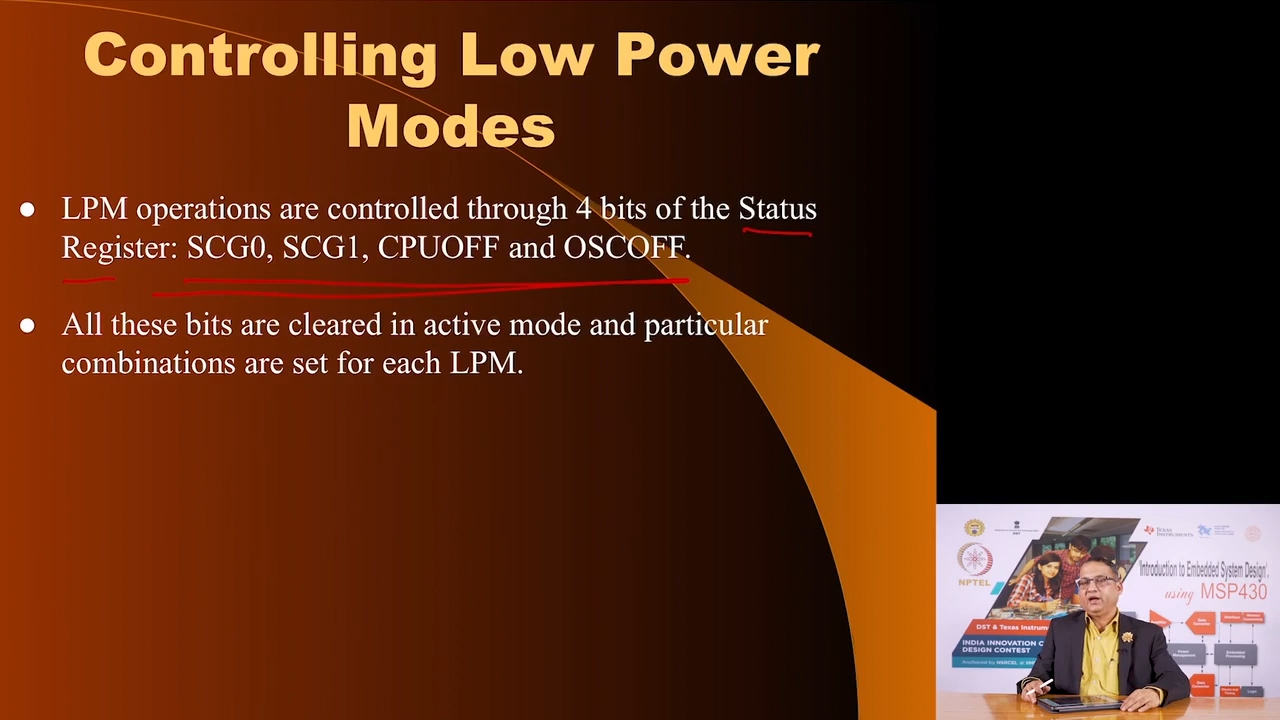 Controlling Low Power
Modes
● LPM operations are controlled through 4 bits of the Status
Register: SCG0, SCG1, CPUOFF and OSCOFF.
● All these bits are cleared in active mode and particular
combinations are set for each LPM.
NPTEL
TEXAS
INSTRUMENTS
'Introduction to Embedded System Design'
using MSP430
DST & Texas Instrum
INDIA INNOVATION C
DESIGN CONTEST